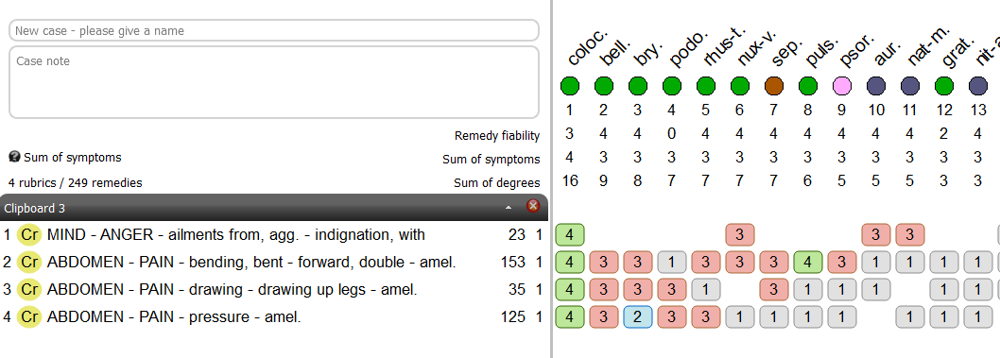 New case - please give a name
Case note
Remedy fiability
Sum of symptoms
Sum of symptoms
4 rubrics / 249 remedies
Sum of degrees
Clipboard 3
1 Cr MIND - ANGER - ailments from, agg. - indignation, with 23 1
2 Cr ABDOMEN - PAIN - bending, bent - forward, double - amel. 153 1
3 Cr ABDOMEN - PAIN - drawing - drawing up legs - amel. 35 1
4 Cr ABDOMEN - PAIN - pressure - amel. 125 1
coloc. bell. bry. podo. rhus-t. nux-v. sep. puls. psor. aur. nat-m. grat. nit-a
1 2 3 4 5 6 7 8 9 10 11 12 13
3 4 4 0 4 4 4 4 4 4 4 2 4
4 3 3 3 3 3 3 3 3 3 3 3 3
16 9 8 7 7 7 7 6 5 5 5 3 3
4 3 3 3
4 3 3 1 3 3 3 4 3 1 1 1 1
4 3 3 3 1 3 1 1 1 1 1
4 3 2 3 3 1 1 1 1 1 1 1